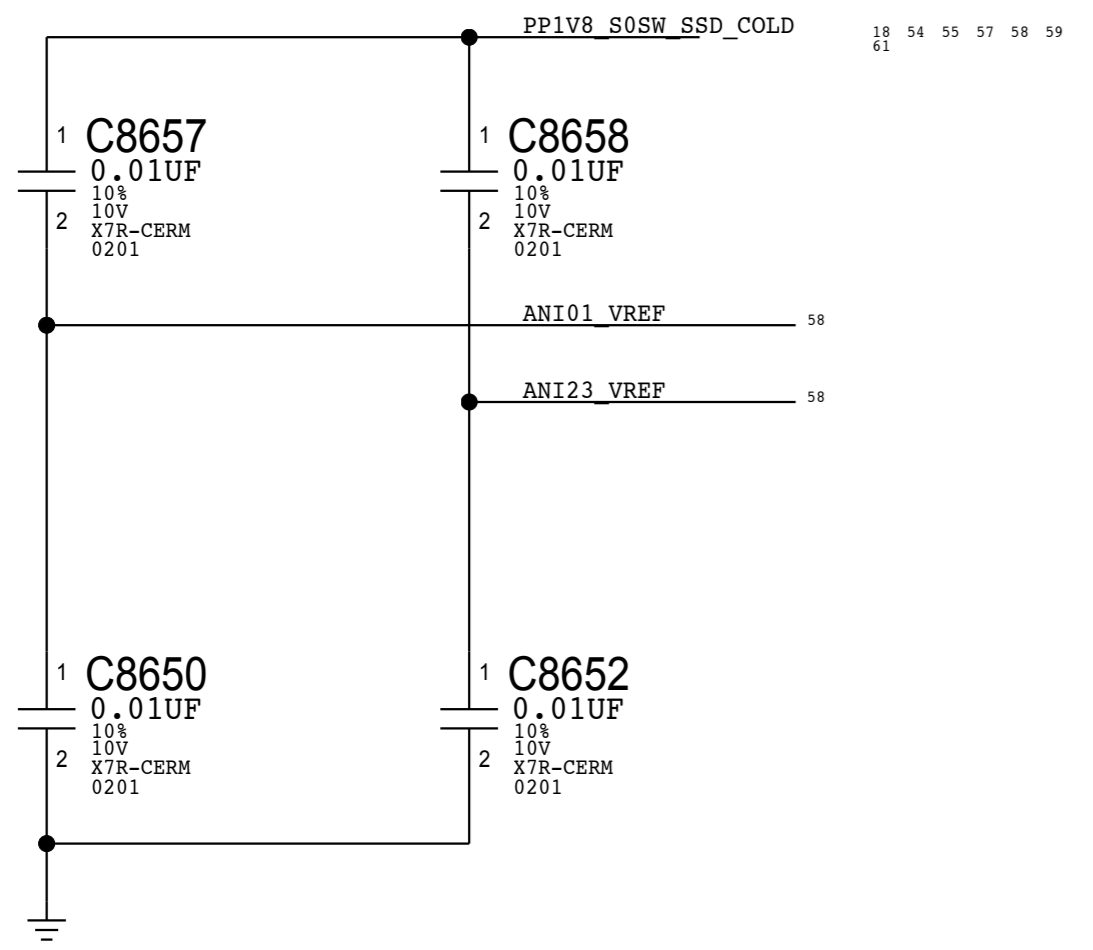 PP1V8_S0SW_SSD_COLD
18 54 55 57 58 59
61
1 C8657
0.01UF
10%
10V
2
X7R-CERM
0201
1 C8658
0.01UF
10%
10V
2
X7R-CERM
0201
ANI01_VREF 58
ANI23_VREF 58
1 C8650
0.01UF
10%
10V
2
X7R-CERM
0201
1 C8652
0.01UF
10%
10V
2
X7R-CERM
0201